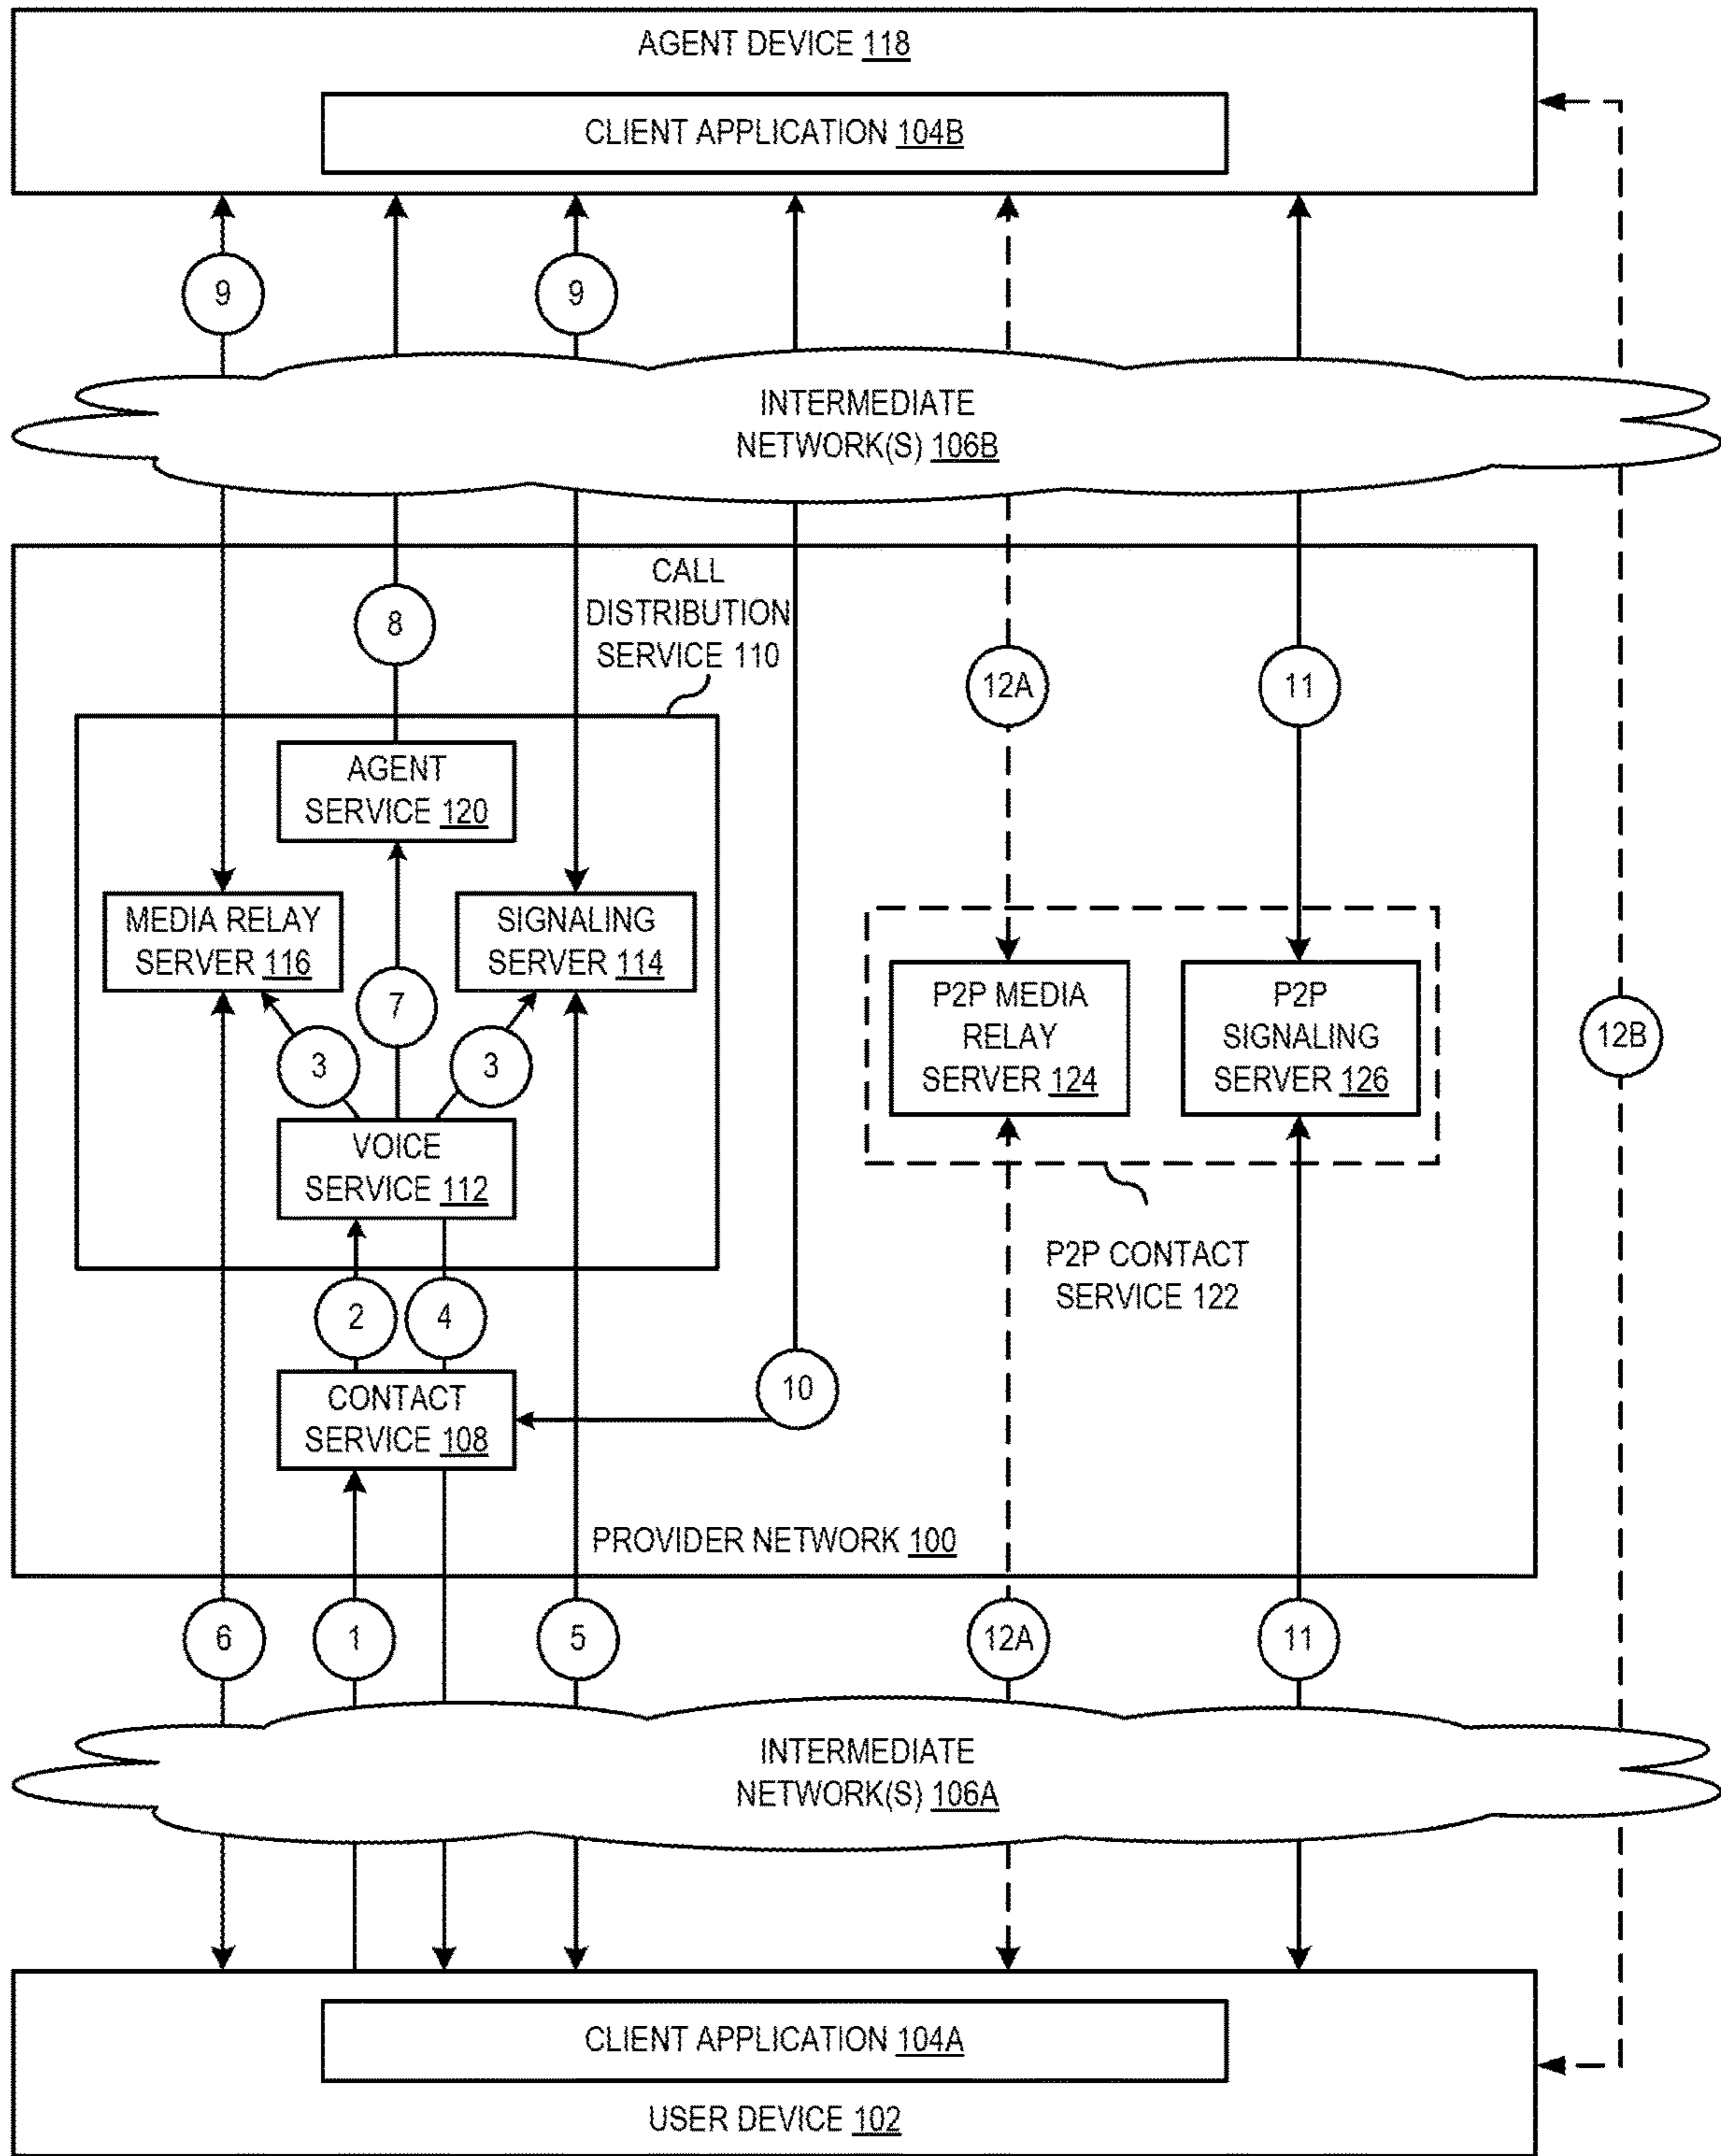 AGENT DEVICE 118
CLIENT APPLICATION 104B
9
9
INTERMEDIATE
NETWORK(S) 106B
CALL
DISTRIBUTION
SERVICE 110
8
12A
11
AGENT
SERVICE 120
MEDIA RELAY
SERVER 116
SIGNALING
SERVER 114
P2P MEDIA
RELAY
SERVER 124
P2P
SIGNALING
SERVER 126
7
3
3
12B
VOICE
SERVICE 112
P2P CONTACT
SERVICE 122
2
4
10
CONTACT
SERVICE 108
PROVIDER NETWORK 100
6
1
5
12A
11
INTERMEDIATE
NETWORK(S) 106A
CLIENT APPLICATION 104A
USER DEVICE 102